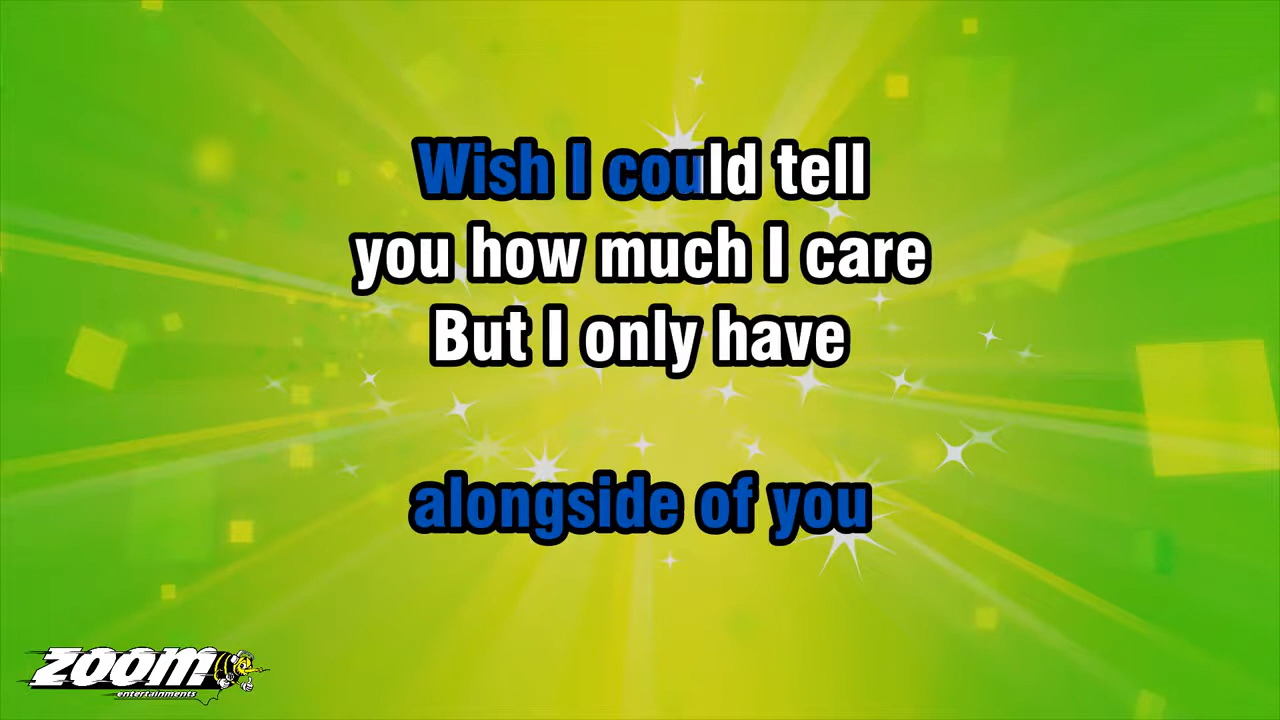 Wish I could tell
you how much I care
But I only have
alongside of you
ZOOM
entertainments